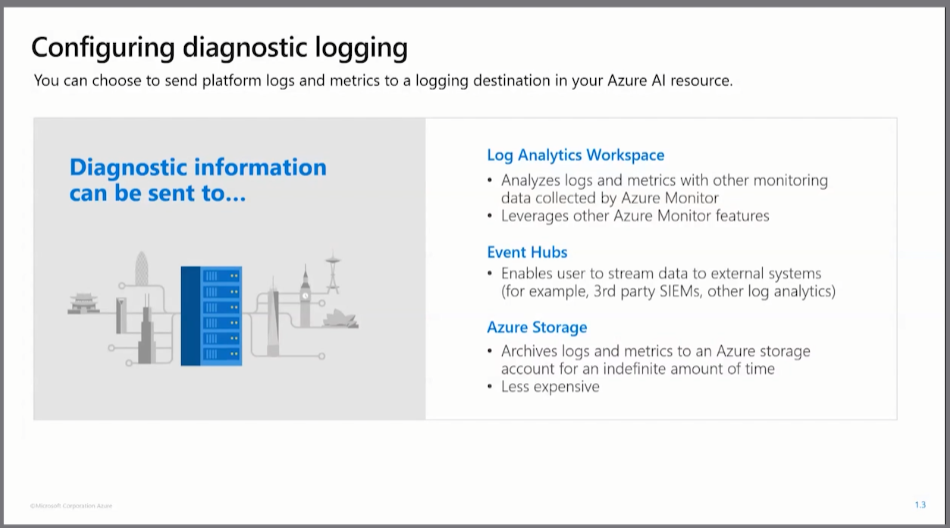 Configuring diagnostic logging
You can choose to send platform logs and metrics to a logging destination in your Azure AI resource.
Diagnostic information
can be sent to...
Log Analytics Workspace
• Analyzes logs and metrics with other monitoring
data collected by Azure Monitor
• Leverages other Azure Monitor features
Event Hubs
• Enables user to stream data to external systems
(for example, 3rd party SIEMs, other log analytics)
Azure Storage
• Archives logs and metrics to an Azure storage
account for an indefinite amount of time
• Less expensive
©Microsoft Corporation Azure
1.3